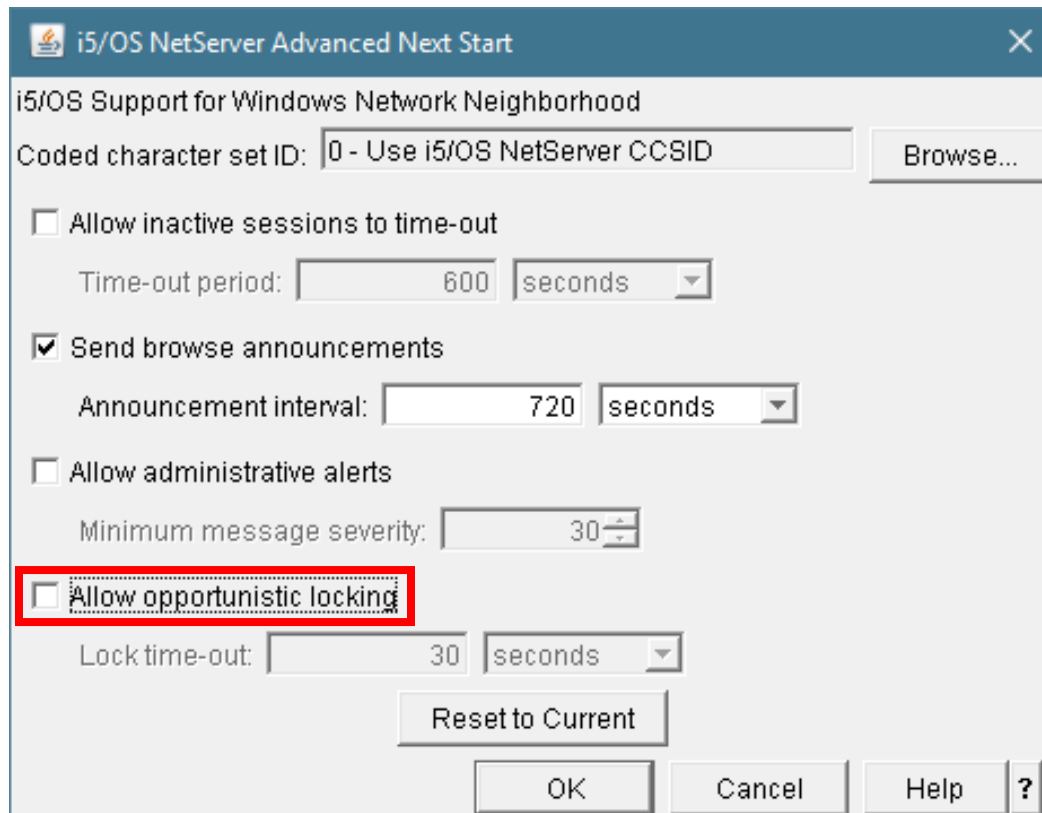 i5/OS NetServer Advanced Next Start
i5/OS Support for Windows Network Neighborhood
Coded character set ID: 0 - Use i5/OS NetServer CCSID Browse...
Allow inactive sessions to time-out
Time-out period: 600 seconds
Send browse announcements
Announcement interval: 720 seconds
Allow administrative alerts
Minimum message severity: 30
Allow opportunistic locking
Lock time-out: 30 seconds
Reset to Current
OK Cancel Help ?